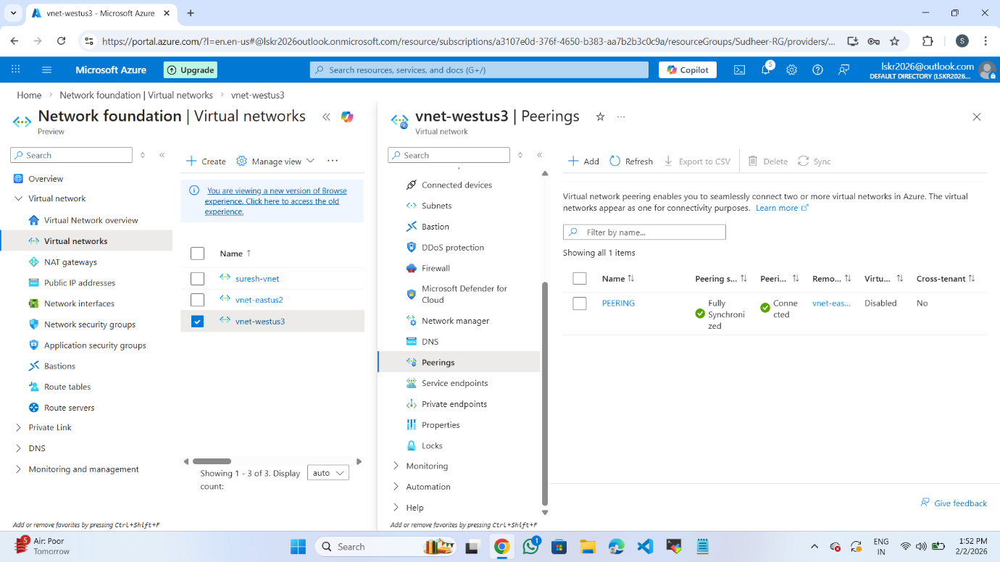 vnet-westus3 - Microsoft Azure
https://portal.azure.com/?l=en.en-us#@lskr2026outlook.onmicrosoft.com/resource/subscriptions/a3107e0d-376f-4650-b383-aa7b2b3c0c9a/resourceGroups/Sudheer-RG/providers/...
S
Microsoft Azure
Upgrade
Search resources, services, and docs (G+/)
Copilot
5
lskr2026@outlook.com
DEFAULT DIRECTORY (LSKR2026...
Home > Network foundation | Virtual networks > vnet-westus3
Network foundation | Virtual networks
Preview
Search
Overview
Virtual network
Virtual Network overview
Virtual networks
NAT gateways
Public IP addresses
Network interfaces
Network security groups
Application security groups
Bastions
Route tables
Route servers
Private Link
DNS
Monitoring and management
Add or remove favorites by pressing Ctrl+Shift+F
Create
Manage view
You are viewing a new version of Browse
experience. Click here to access the old
experience.
Name ↑
suresh-vnet
vnet-eastus2
vnet-westus3
Showing 1 - 3 of 3. Display
count:
auto
vnet-westus3 | Peerings
Virtual network
Search
Connected devices
Subnets
Bastion
DDoS protection
Firewall
Microsoft Defender for
Cloud
Network manager
DNS
Peerings
Service endpoints
Private endpoints
Properties
Locks
Monitoring
Automation
Help
Add or remove favorites by pressing Ctrl+Shift+F
Add
Refresh
Export to CSV
Delete
Sync
Virtual network peering enables you to seamlessly connect two or more virtual networks in Azure. The virtual
networks appear as one for connectivity purposes. Learn more
Filter by name...
Showing all 1 items
Name ↑↓ Peering s... ↑↓ Peeri... ↑↓ Remo... ↑↓ Virtu... ↑↓ Cross-tenant ↑↓
PEERING
Fully
Synchroni
zed
Conne
cted
vnet-eas...
Disabled
No
Give feedback
5
Air: Poor
Tomorrow
Search
1
ENG
IN
1:52 PM
2/2/2026